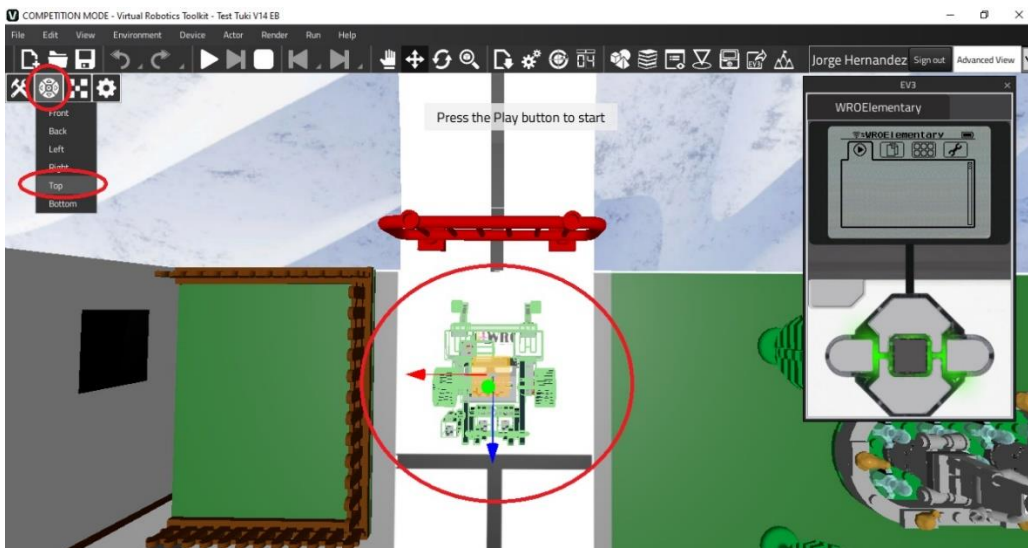 COMPETITION MODE - Virtual Robotics Toolkit - Test Tuki V14 EB
File Edit View Environment Device Actor Render Run Help
EV3
Jorge Hernandez Sign out Advanced View
EV3
WROElementary
WROElementary
Press the Play button to start
Front
Back
Left
Right
Top
Bottom
WRO